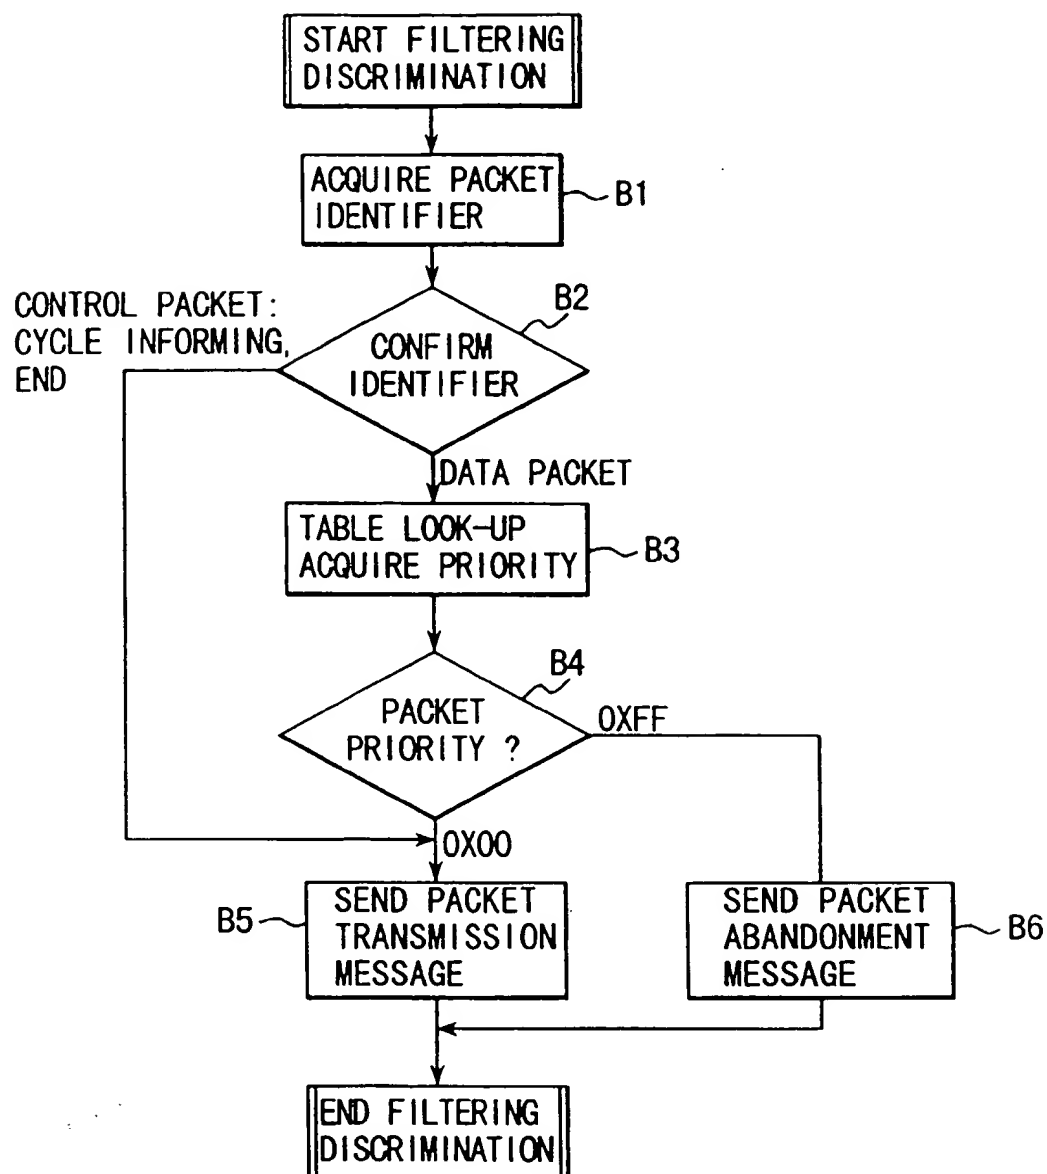 START FILTERING
DISCRIMINATION
ACQUIRE PACKET
IDENTIFIER
B1
CONTROL PACKET:
CYCLE INFORMING,
END
B2
CONFIRM
IDENTIFIER
DATA PACKET
TABLE LOOK-UP
ACQUIRE PRIORITY
B3
B4
PACKET
PRIORITY ?
0XFF
0X00
B5
SEND PACKET
TRANSMISSION
MESSAGE
SEND PACKET
ABANDONMENT
MESSAGE
B6
END FILTERING
DISCRIMINATION